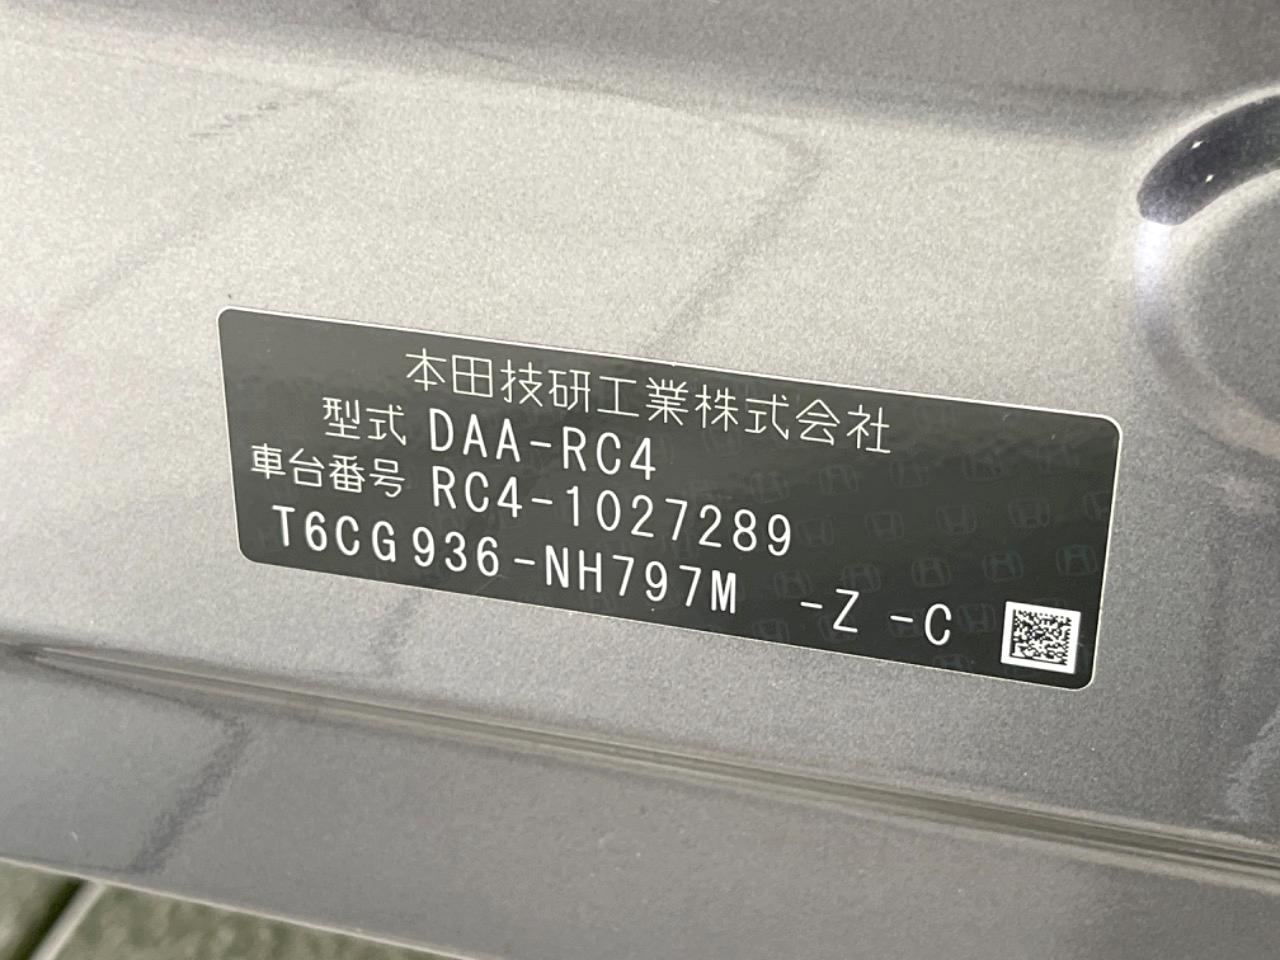 本田技研工業株式会社
型式 DAA-RC4
車台番号 RC4-1027289
T6CG936-NH797M -Z -C